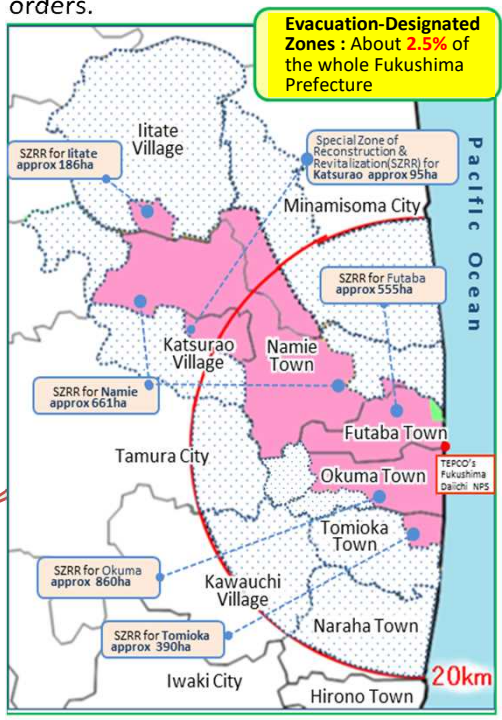 orders.
Evacuation-Designated
Zones : About 2.5% of
the whole Fukushima
Prefecture
Iitate
Village
SZRR for Iitate
approx 186ha
Special Zone of
Reconstruction &
Revitalization(SZRR) for
Katsurao approx 95ha
Pacific Ocean
Minamisoma City
SZRR for Futaba
approx 555ha
Katsurao
Village
Namie
Town
SZRR for Namie
approx 661ha
Futaba Town
Tamura City
Okuma Town
TEPCO's
Fukushima
Daiichi NPS
Tomioka
Town
SZRR for Okuma
approx 860ha
Kawauchi
Village
SZRR for Tomioka
approx 390ha
Naraha Town
Iwaki City
20km
Hirono Town